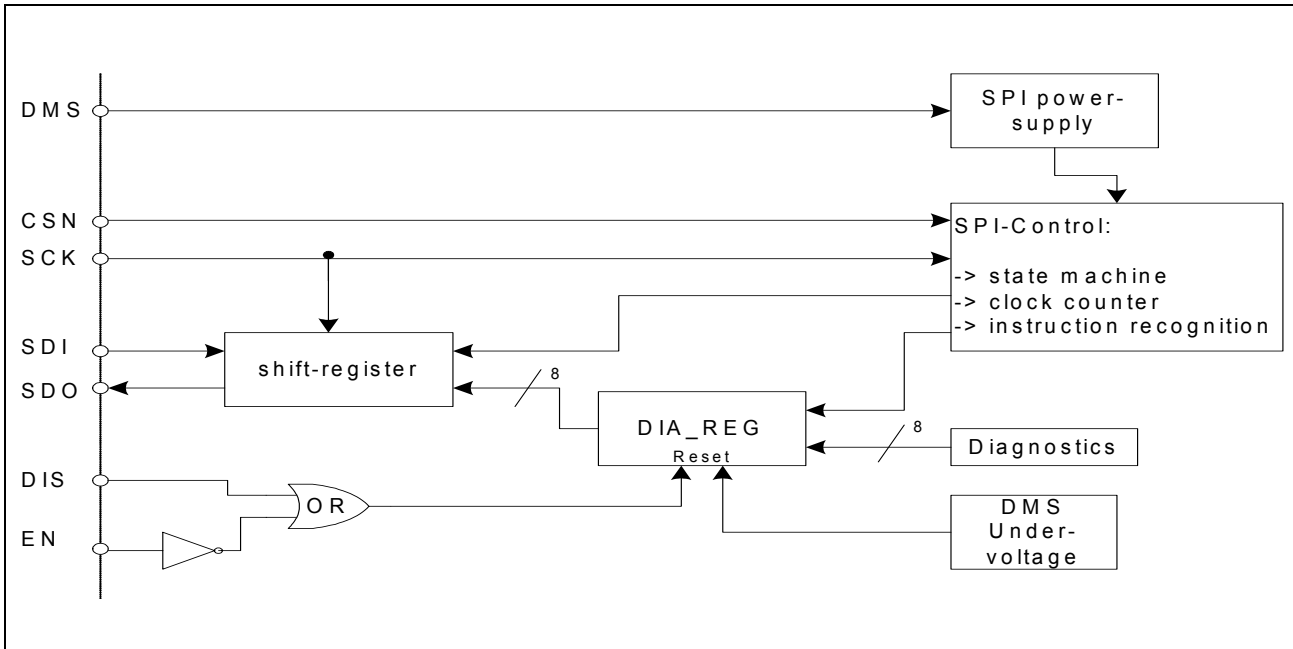 DMS
SPI power-
supply
CSN
SPI-Control:
SCK
-> state machine
-> clock counter
-> instruction recognition
SDI
shift-register
SDO
8
DIA_REG
Reset
8
Diagnostics
DIS
OR
DMS
Under-
voltage
EN